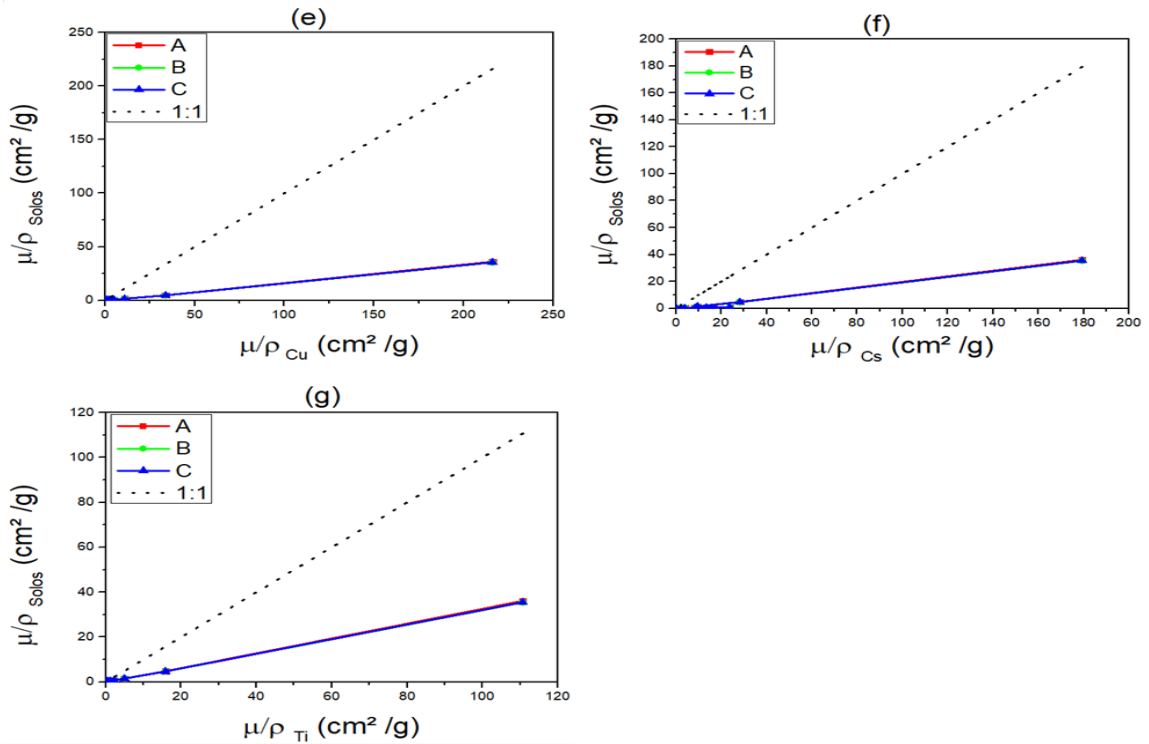 (e)
250
200
150
100
50
0
μ/ρ Solos (cm² /g)
A
B
C
1:1
0 50 100 150 200 250
μ/ρ Cu (cm² /g)
(f)
200
180
160
140
120
100
80
60
40
20
0
μ/ρ Solos (cm² /g)
A
B
C
1:1
0 20 40 60 80 100 120 140 160 180 200
μ/ρ Cs (cm² /g)
(g)
120
100
80
60
40
20
0
μ/ρ Solos (cm² /g)
A
B
C
1:1
0 20 40 60 80 100 120
μ/ρ Ti (cm² /g)